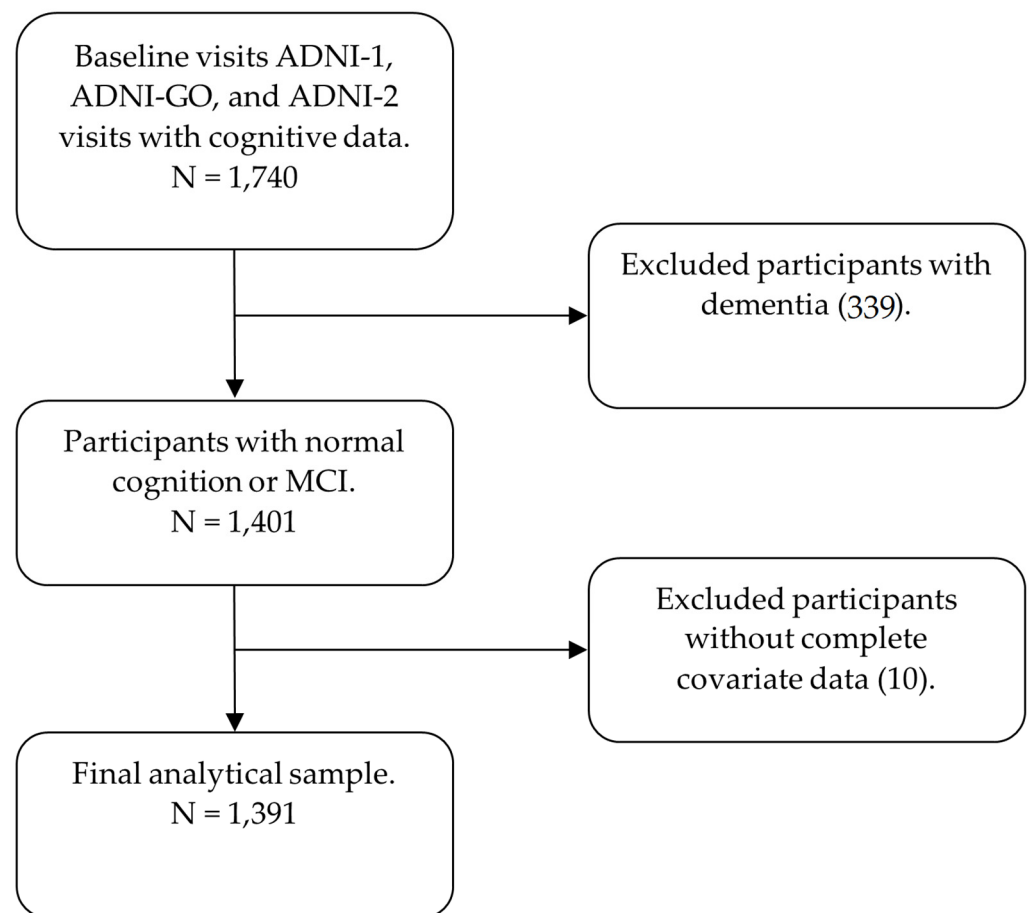 Baseline visits ADNI-1,
ADNI-GO, and ADNI-2
visits with cognitive data.
N = 1,740
Excluded participants with
dementia (339).
Participants with normal
cognition or MCI.
N = 1,401
Excluded participants
without complete
covariate data (10).
Final analytical sample.
N = 1,391